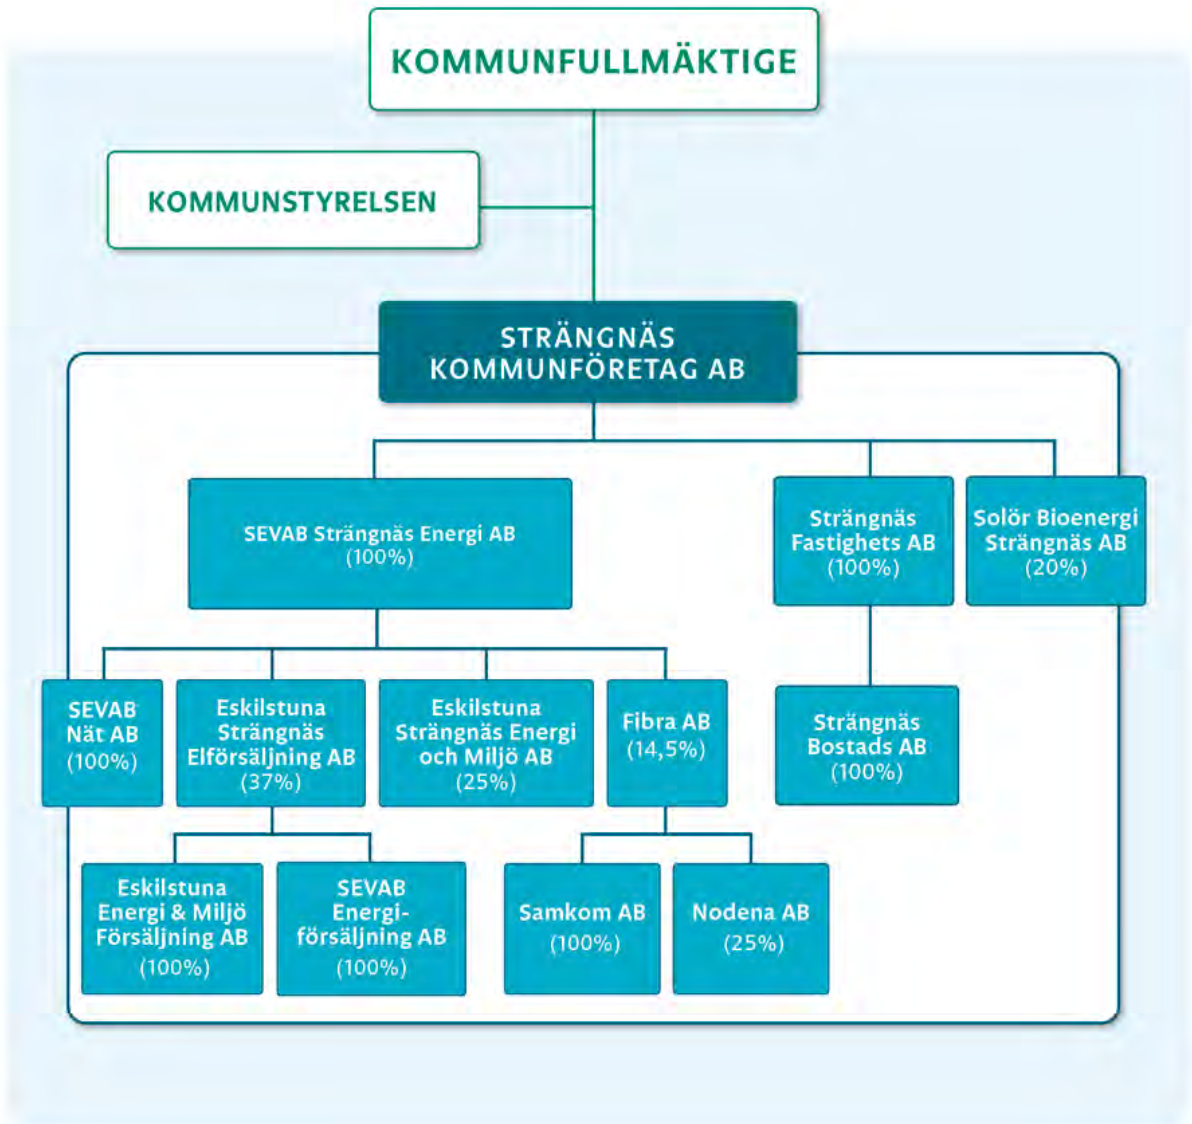 KOMMUNFULLMÄKTIGE
KOMMUNSTYRELSEN
STRÄNGNÄS
KOMMUNFÖRETAG AB
SEVAB Strängnäs Energi AB
(100%)
Strängnäs
Fastighets AB
(100%)
Solör Bioenergi
Strängnäs AB
(20%)
SEVAB
Nät AB
(100%)
Eskilstuna
Strängnäs
Elförsäljning AB
(37%)
Eskilstuna
Strängnäs Energi
och Miljö AB
(25%)
Fibra AB
(14,5%)
Strängnäs
Bostads AB
(100%)
Eskilstuna
Energi & Miljö
Försäljning AB
(100%)
SEVAB
Energi-
försäljning AB
(100%)
Samkom AB
(100%)
Nodena AB
(25%)